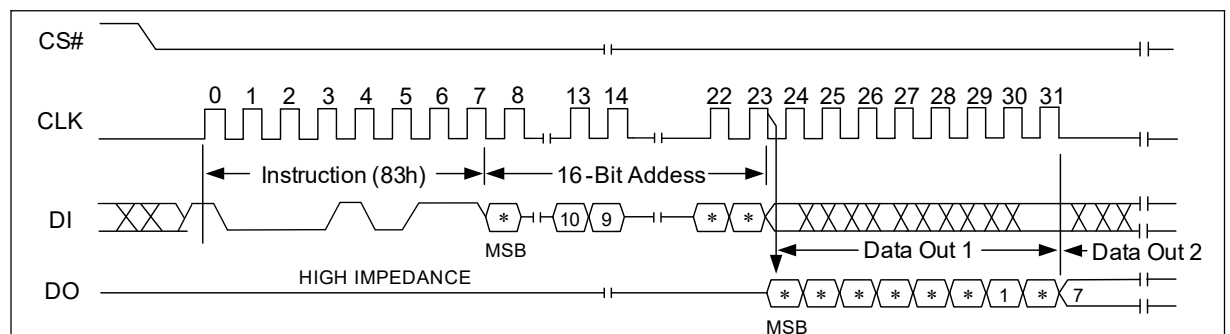 CS#
0 1 2 3 4 5 6 7 8 13 14 22 23 24 25 26 27 28 29 30 31
CLK
Instruction (83h) 16-Bit Addess
DI * 10 9 * *
MSB
Data Out 1 Data Out 2
HIGH IMPEDANCE
DO * * * * * * 1 * 7
MSB